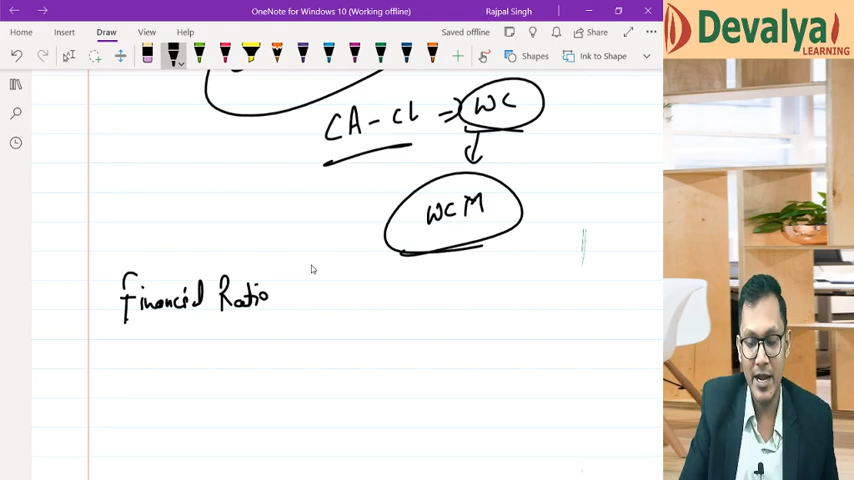 OneNote for Windows 10 (Working offline)
Rajpal Singh
Home Insert Draw View Help
Saved offline
Share
Shapes
Ink to Shape
CA - CL ⇒ WC
WCM
Financial Ratio
Devalya
LEARNING